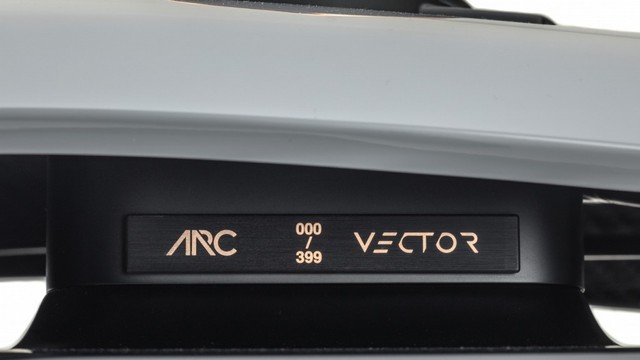 ARC
000
/
399
VECTOR